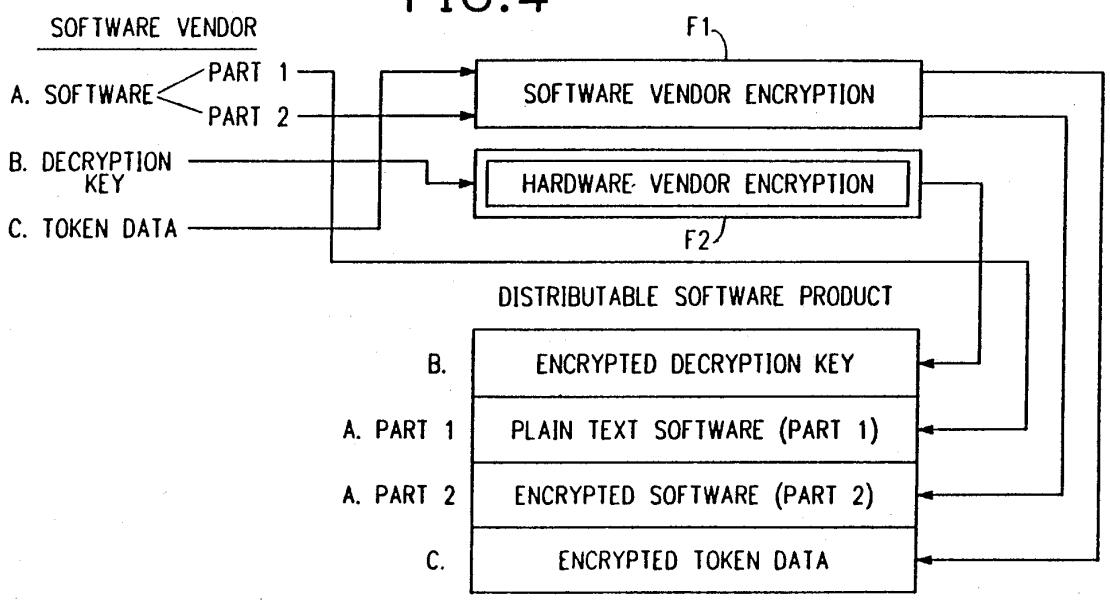 FIG.4
SOFTWARE VENDOR
F1
A. SOFTWARE
PART 1
PART 2
SOFTWARE VENDOR ENCRYPTION
B. DECRYPTION
KEY
HARDWARE VENDOR ENCRYPTION
C. TOKEN DATA
F2
DISTRIBUTABLE SOFTWARE PRODUCT
B. ENCRYPTED DECRYPTION KEY
A. PART 1 PLAIN TEXT SOFTWARE (PART 1)
A. PART 2 ENCRYPTED SOFTWARE (PART 2)
C. ENCRYPTED TOKEN DATA